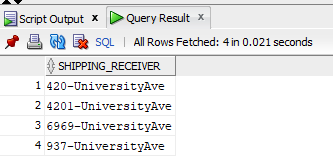 Script Output x Query Result x
SQL | All Rows Fetched: 4 in 0.021 seconds
SHIPPING_RECEIVER
1 420-UniversityAve
2 4201-UniversityAve
3 6969-UniversityAve
4 937-UniversityAve